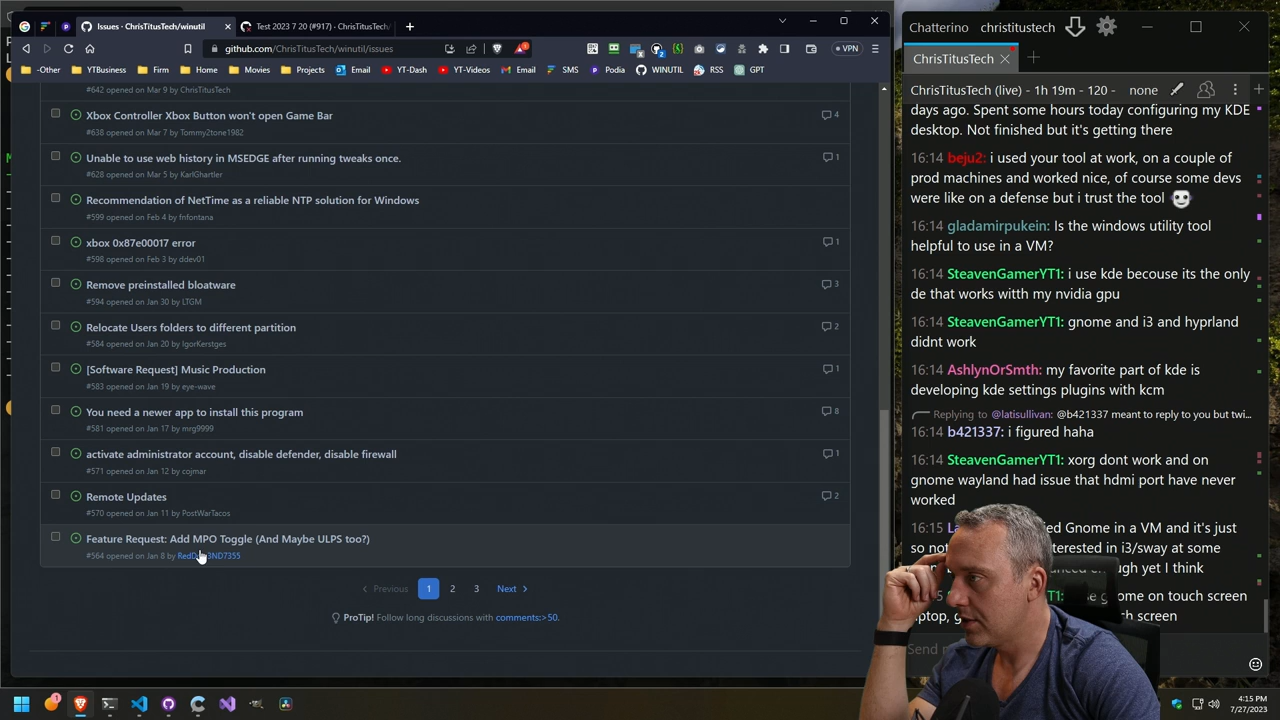 Issues · ChrisTitusTech/winutil
Test 2023 7 20 (#917) · ChrisTitusTech/
github.com/ChrisTitusTech/winutil/issues
VPN
-Other
YTBusiness
Firm
Home
Movies
Projects
Email
YT-Dash
YT-Videos
Email
SMS
Podia
WINUTIL
RSS
GPT
#642 opened on Mar 9 by ChrisTitusTech
Xbox Controller Xbox Button won't open Game Bar
4
#638 opened on Mar 7 by Tommy2tone1982
Unable to use web history in MSEDGE after running tweaks once.
1
#628 opened on Mar 5 by KarlGhartler
Recommendation of NetTime as a reliable NTP solution for Windows
#599 opened on Feb 4 by fnfontana
xbox 0x87e00017 error
1
#598 opened on Feb 3 by ddev01
Remove preinstalled bloatware
3
#594 opened on Jan 30 by LTGM
Relocate Users folders to different partition
2
#584 opened on Jan 20 by IgorKerstges
[Software Request] Music Production
1
#583 opened on Jan 19 by eye-wave
You need a newer app to install this program
8
#581 opened on Jan 17 by mrg9999
activate administrator account, disable defender, disable firewall
1
#571 opened on Jan 12 by cojmar
Remote Updates
2
#570 opened on Jan 11 by PostWarTacos
Feature Request: Add MPO Toggle (And Maybe ULPS too?)
#564 opened on Jan 8 by
Previous 1 2 3 Next
ProTip! Follow long discussions with comments:>50.
Chatterino christitustech
ChrisTitusTech
ChrisTitusTech (live) - 1h 19m - 120 - none
days ago. Spent some hours today configuring my KDE
desktop. Not finished but it's getting there
16:14 beju2: i used your tool at work, on a couple of
prod machines and worked nice, of course some devs
were like on a defense but i trust the tool
16:14 gladamirpukein: Is the windows utility tool
helpful to use in a VM?
16:14 SteavenGamerYT1: i use kde becouse its the only
de that works witth my nvidia gpu
16:14 SteavenGamerYT1: gnome and i3 and hyprland
didnt work
16:14 AshlynOrSmth: my favorite part of kde is
developing kde settings plugins with kcm
Replying to @latisullivan: @b421337 meant to reply to you but twi...
16:14 b421337: i figured haha
16:14 SteavenGamerYT1: xorg dont work and on
gnome wayland had issue that hdmi port have never
worked
16:15 Gnome in a VM and it's just
so not interested in i3/sway at some
enough yet I think
gnome on touch screen
laptop, screen
Send
4:15 PM
7/27/2023